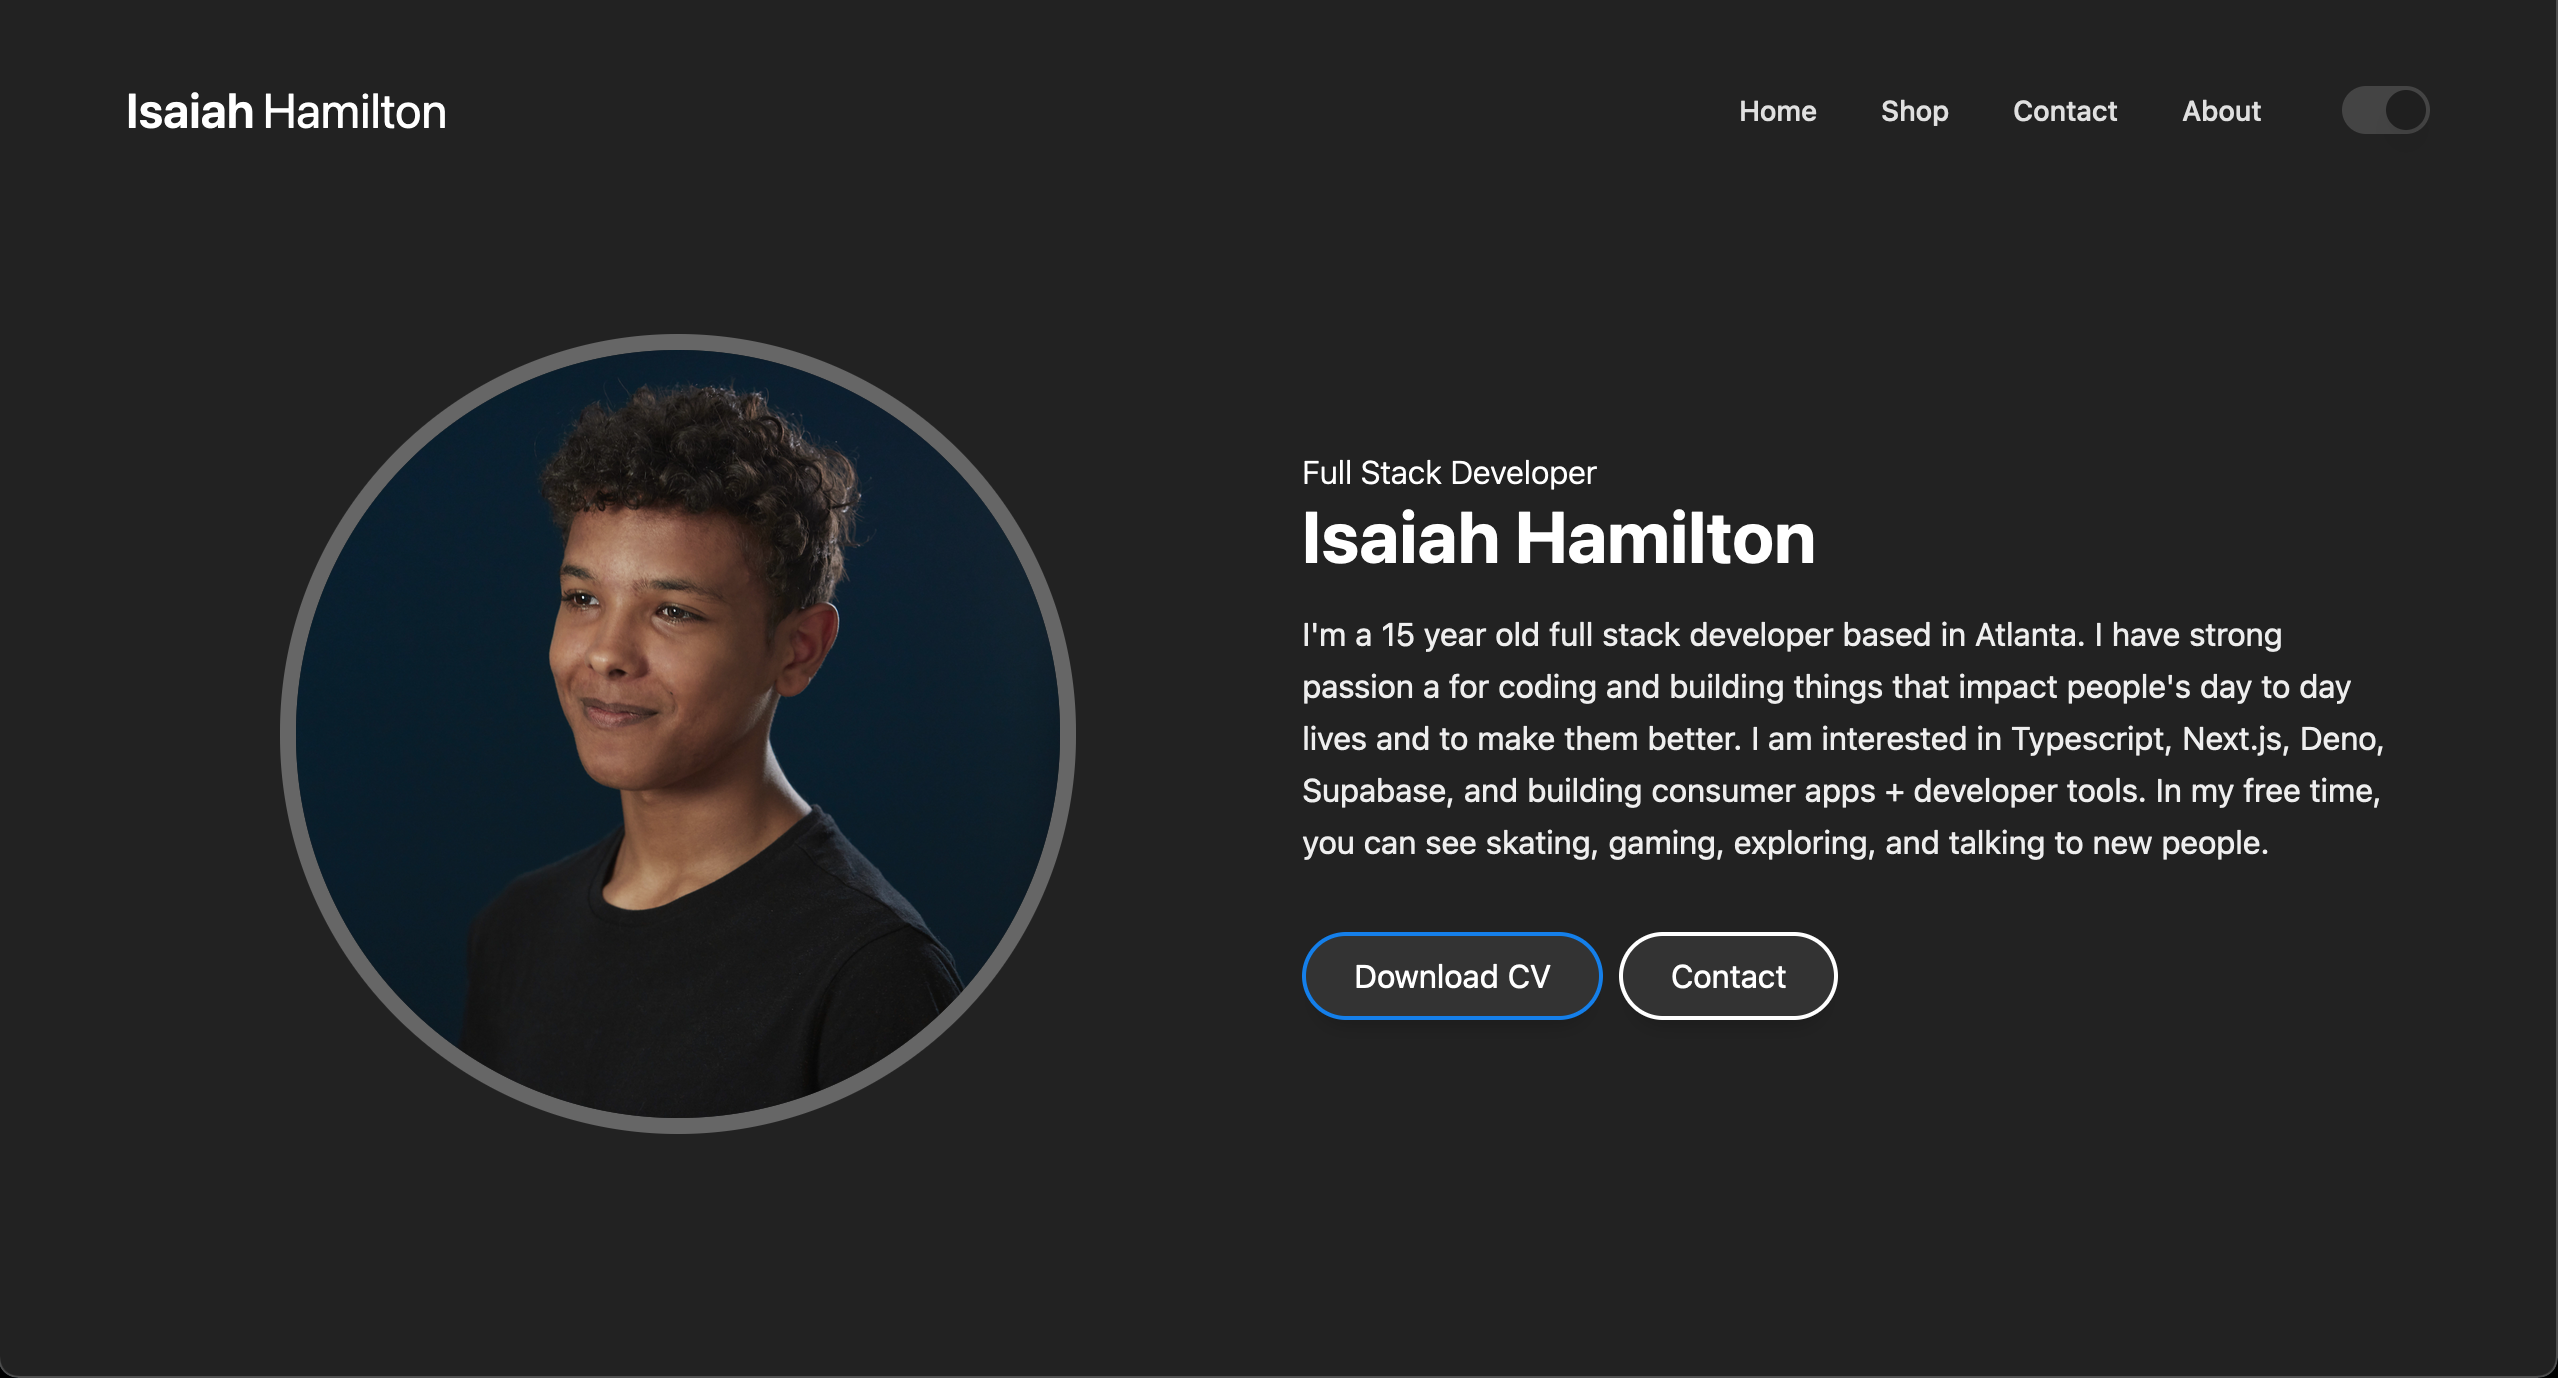 Isaiah Hamilton
Home Shop Contact About
Full Stack Developer
Isaiah Hamilton
I'm a 15 year old full stack developer based in Atlanta. I have strong
passion a for coding and building things that impact people's day to day
lives and to make them better. I am interested in Typescript, Next.js, Deno,
Supabase, and building consumer apps + developer tools. In my free time,
you can see skating, gaming, exploring, and talking to new people.
Download CV Contact